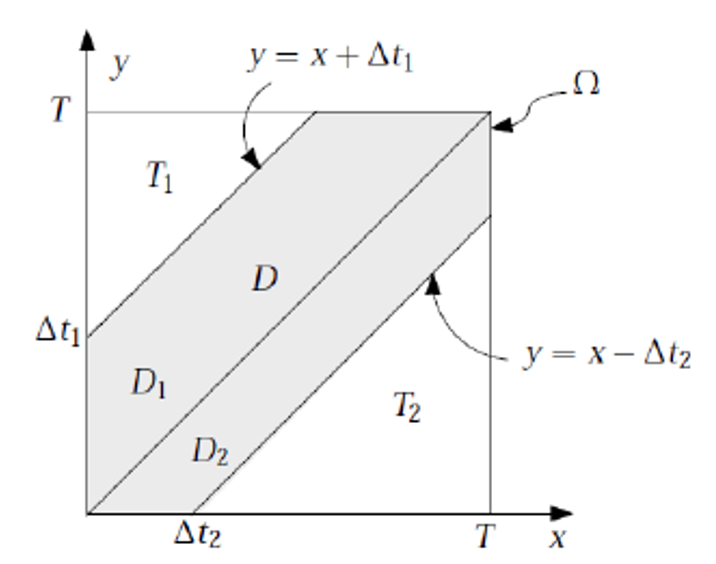 y
y = x + Δt₁
Ω
T
T₁
D
Δt₁
y = x − Δt₂
D₁
T₂
D₂
Δt₂
T
x